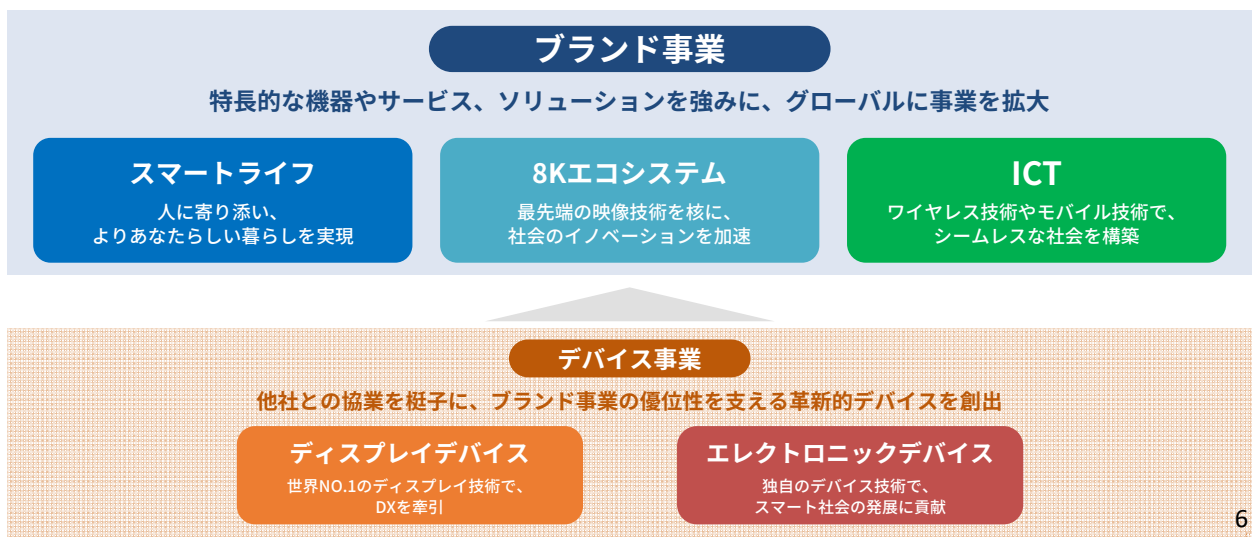 ブランド事業
特長的な機器やサービス、ソリューションを強みに、グローバルに事業を拡大
スマートライフ
人に寄り添い、
よりあなたらしい暮らしを実現
8Kエコシステム
最先端の映像技術を核に、
社会のイノベーションを加速
ICT
ワイヤレス技術やモバイル技術で、
シームレスな社会を構築
デバイス事業
他社との協業を梃子に、ブランド事業の優位性を支える革新的デバイスを創出
ディスプレイデバイス
世界NO.1のディスプレイ技術で、
DXを牽引
エレクトロニックデバイス
独自のデバイス技術で、
スマート社会の発展に貢献
6